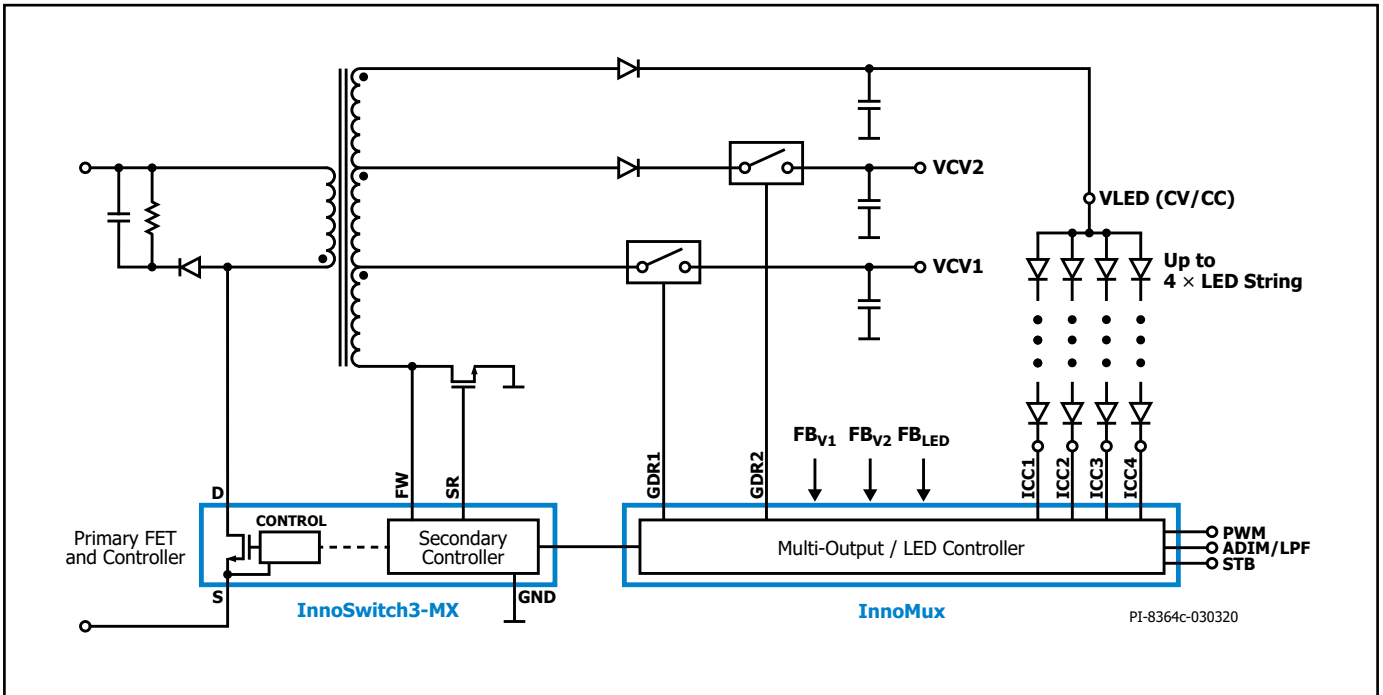 VCV2
VLED (CV/CC)
VCV1
Up to
4 × LED String
FBV1 FBV2 FBLED
D
FW
SR
GDR1
GDR2
ICC1
ICC2
ICC3
ICC4
Primary FET
and Controller
CONTROL
Secondary
Controller
Multi-Output / LED Controller
PWM
ADIM/LPF
STB
S
GND
InnoSwitch3-MX
InnoMux
PI-8364c-030320